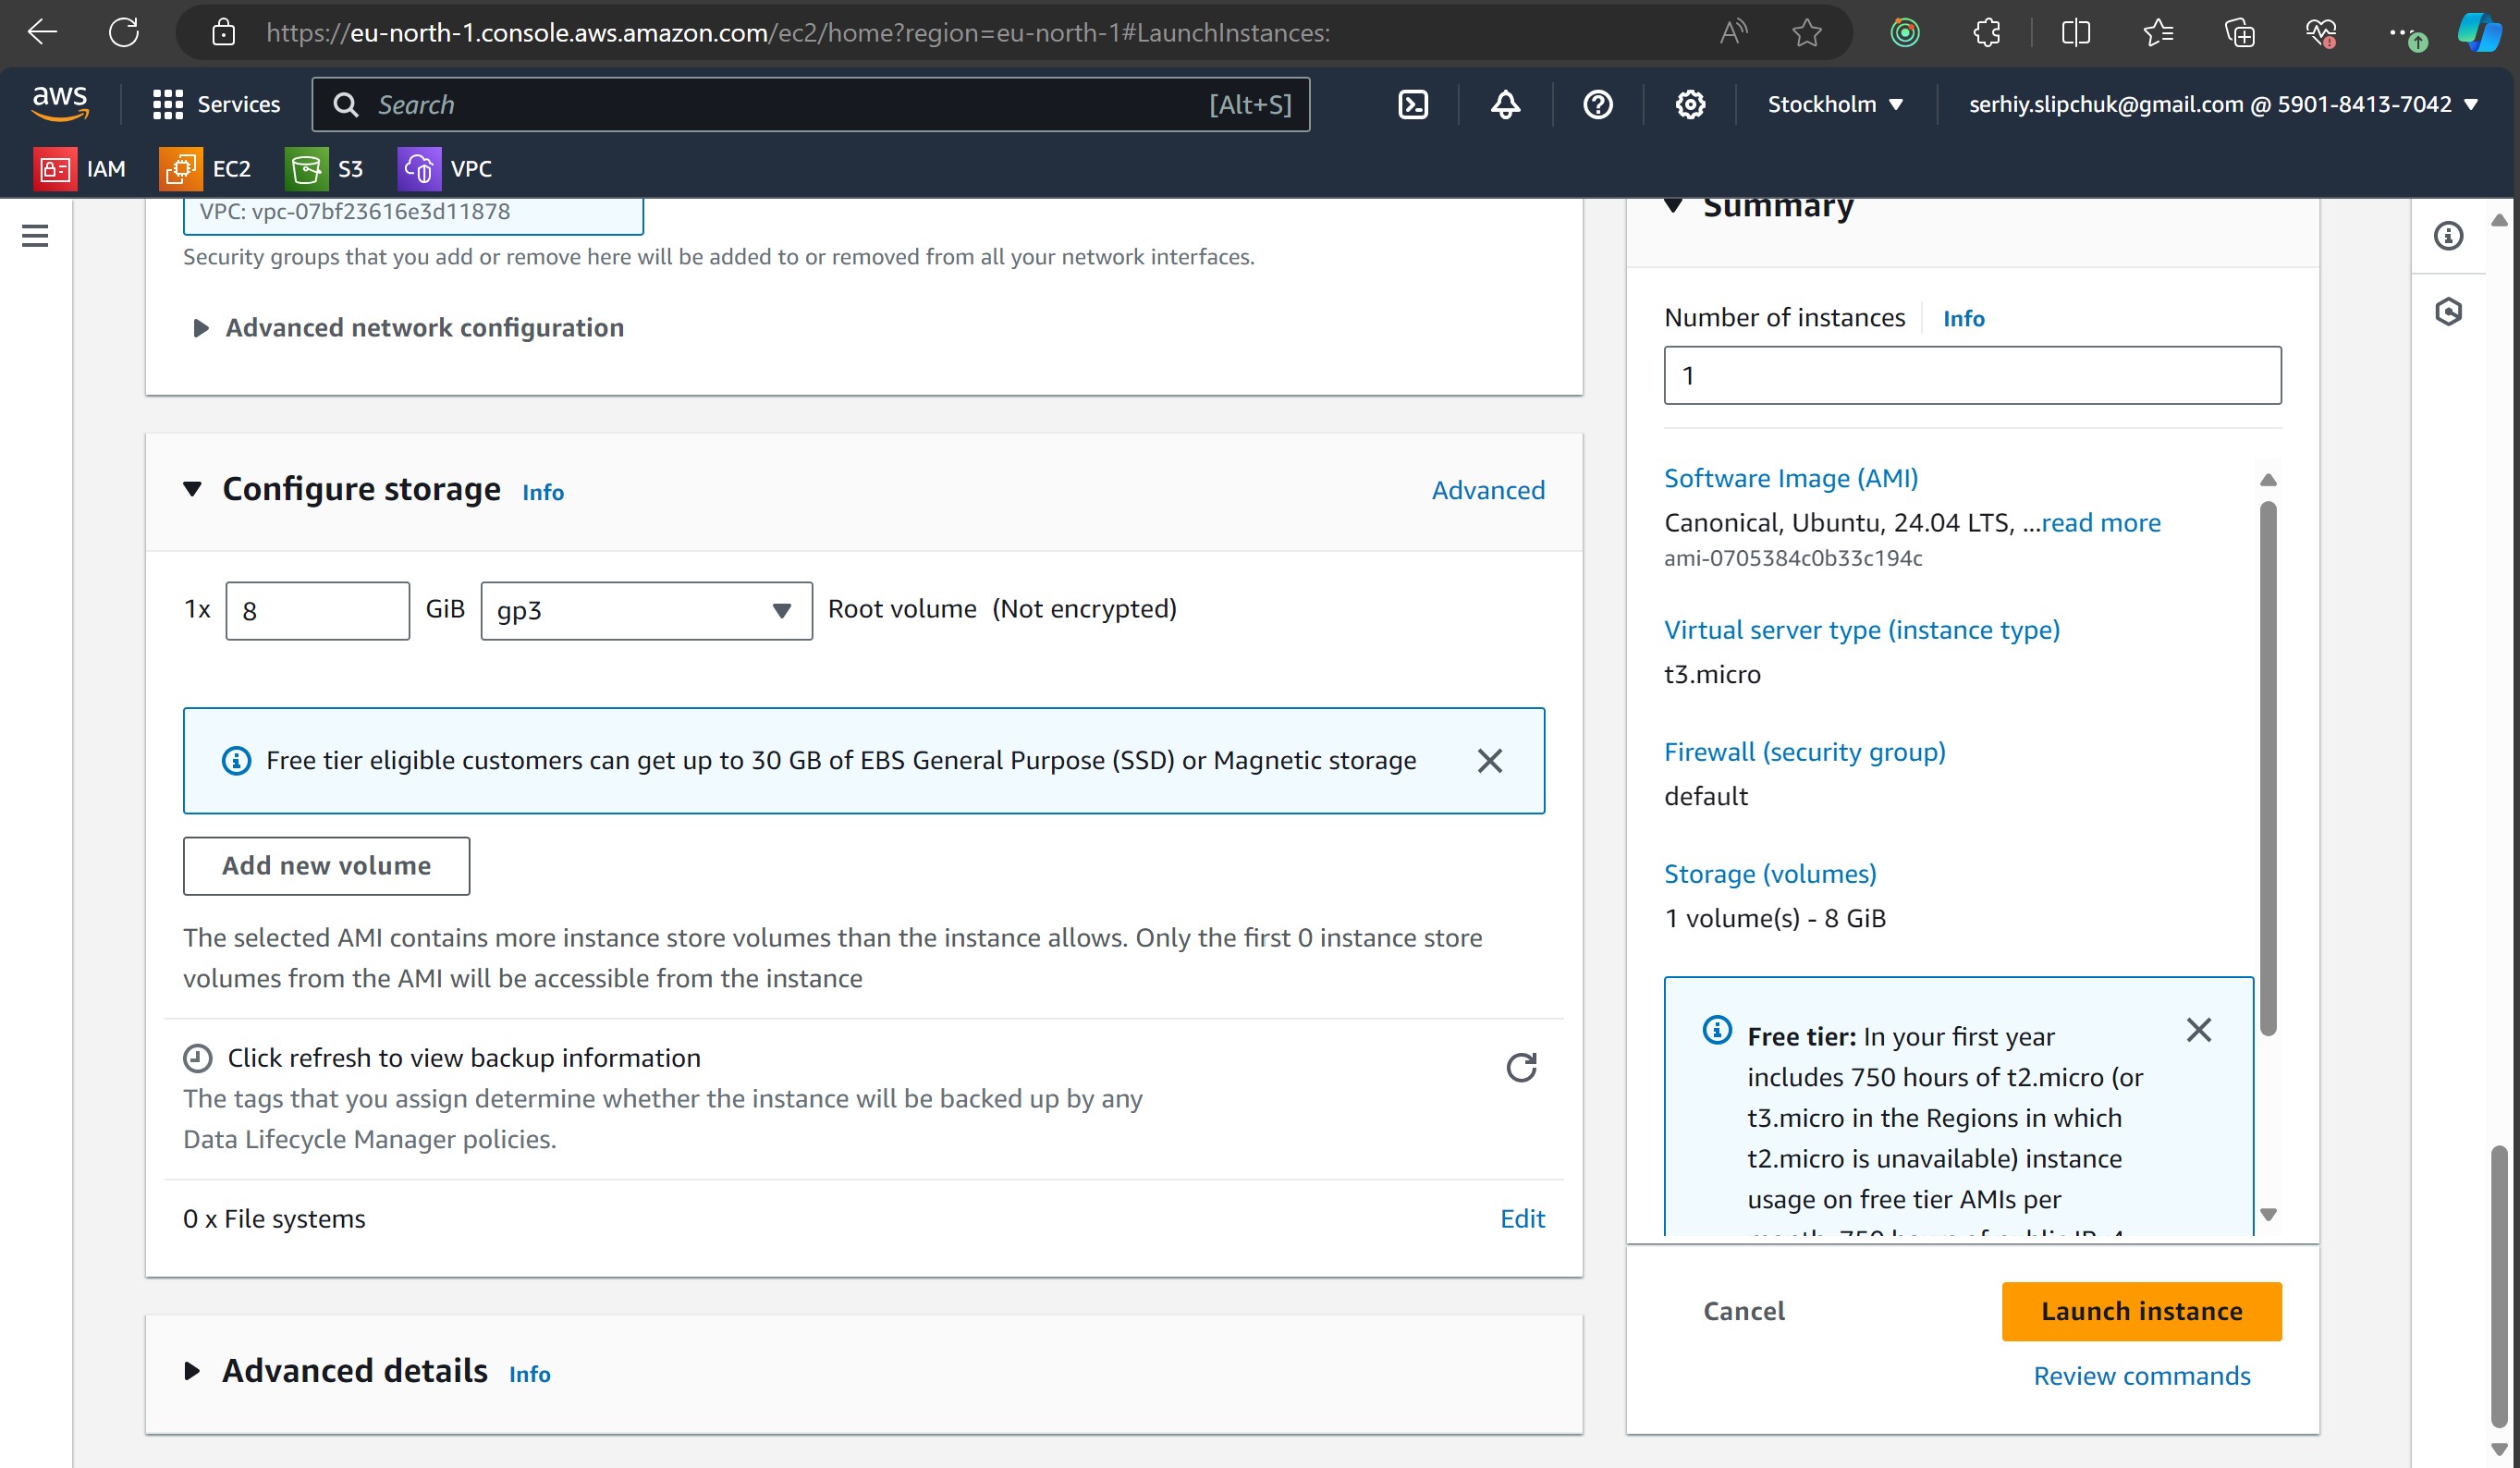 https://eu-north-1.console.aws.amazon.com/ec2/home?region=eu-north-1#LaunchInstances:
aws
Services
Search
[Alt+S]
Stockholm
serhiy.slipchuk@gmail.com @ 5901-8413-7042
IAM
EC2
S3
VPC
VPC: vpc-07bf23616e3d11878
Security groups that you add or remove here will be added to or removed from all your network interfaces.
Advanced network configuration
Configure storage Info
Advanced
1x
8
GiB
gp3
Root volume (Not encrypted)
Free tier eligible customers can get up to 30 GB of EBS General Purpose (SSD) or Magnetic storage
Add new volume
The selected AMI contains more instance store volumes than the instance allows. Only the first 0 instance store
volumes from the AMI will be accessible from the instance
Click refresh to view backup information
The tags that you assign determine whether the instance will be backed up by any
Data Lifecycle Manager policies.
0 x File systems
Edit
Advanced details Info
Summary
Number of instances
Info
1
Software Image (AMI)
Canonical, Ubuntu, 24.04 LTS, ...read more
ami-0705384c0b33c194c
Virtual server type (instance type)
t3.micro
Firewall (security group)
default
Storage (volumes)
1 volume(s) - 8 GiB
Free tier: In your first year
includes 750 hours of t2.micro (or
t3.micro in the Regions in which
t2.micro is unavailable) instance
usage on free tier AMIs per
Cancel
Launch instance
Review commands